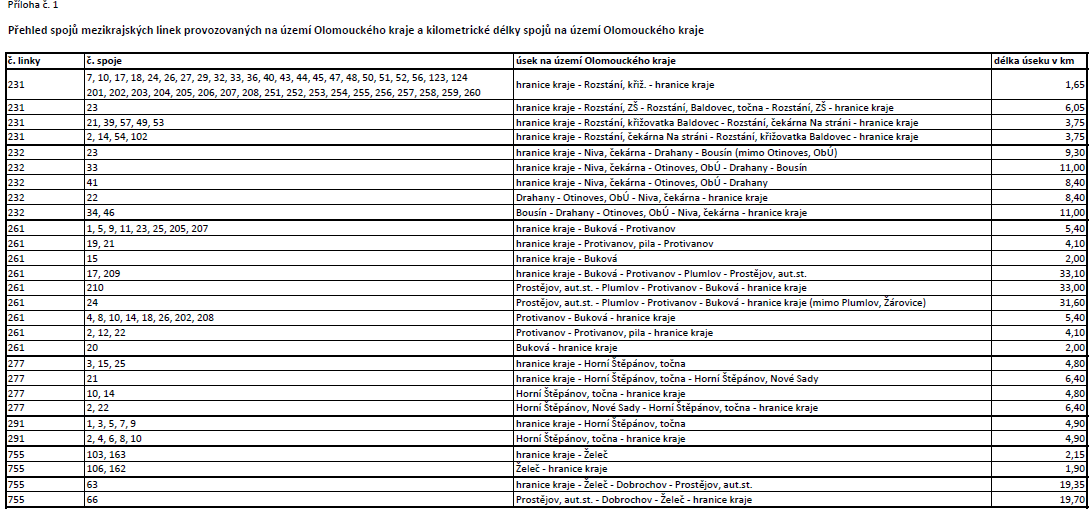 Příloha č. 1
Přehled spojů mezikrajských linek provozovaných na území Olomouckého kraje a kilometrické délky spojů na území Olomouckého kraje
č. linky č. spoje úsek na území Olomouckého kraje délka úseku v km
7, 10, 17, 18, 24, 26, 27, 29, 32, 33, 36, 40, 43, 44, 45, 47, 48, 50, 51, 52, 56, 123, 124
231 hranice kraje - Rozstání, křiž. - hranice kraje 1,65
201, 202, 203, 204, 205, 206, 207, 208, 251, 252, 253, 254, 255, 256, 257, 258, 259, 260
231 23 hranice kraje - Rozstání, ZŠ - Rozstání, Baldovec, točna - Rozstání, ZŠ - hranice kraje 6,05
231 21, 39, 57, 49, 53 hranice kraje - Rozstání, křižovatka Baldovec - Rozstání, čekárna Na stráni - hranice kraje 3,75
231 2, 14, 54, 102 hranice kraje - Rozstání, čekárna Na stráni - Rozstání, křižovatka Baldovec - hranice kraje 3,75
232 23 hranice kraje - Niva, čekárna - Drahany - Bousín (mimo Otinoves, ObÚ) 9,30
232 33 hranice kraje - Niva, čekárna - Otinoves, ObÚ - Drahany - Bousín 11,00
232 41 hranice kraje - Niva, čekárna - Otinoves, ObÚ - Drahany 8,40
232 22 Drahany - Otinoves, ObÚ - Niva, čekárna - hranice kraje 8,40
232 34, 46 Bousín - Drahany - Otinoves, ObÚ - Niva, čekárna - hranice kraje 11,00
261 1, 5, 9, 11, 23, 25, 205, 207 hranice kraje - Buková - Protivanov 5,40
261 19, 21 hranice kraje - Protivanov, pila - Protivanov 4,10
261 15 hranice kraje - Buková 2,00
261 17, 209 hranice kraje - Buková - Protivanov - Plumlov - Prostějov, aut.st. 33,10
261 210 Prostějov, aut.st. - Plumlov - Protivanov - Buková - hranice kraje 33,00
261 24 Prostějov, aut.st. - Plumlov - Protivanov - Buková - hranice kraje (mimo Plumlov, Žárovice) 31,60
261 4, 8, 10, 14, 18, 26, 202, 208 Protivanov - Buková - hranice kraje 5,40
261 2, 12, 22 Protivanov - Protivanov, pila - hranice kraje 4,10
261 20 Buková - hranice kraje 2,00
277 3, 15, 25 hranice kraje - Horní Štěpánov, točna 4,80
277 21 hranice kraje - Horní Štěpánov, točna - Horní Štěpánov, Nové Sady 6,40
277 10, 14 Horní Štěpánov, točna - hranice kraje 4,80
277 2, 22 Horní Štěpánov, Nové Sady - Horní Štěpánov, točna - hranice kraje 6,40
291 1, 3, 5, 7, 9 hranice kraje - Horní Štěpánov, točna 4,90
291 2, 4, 6, 8, 10 Horní Štěpánov, točna - hranice kraje 4,90
755 103, 163 hranice kraje - Želeč 2,15
755 106, 162 Želeč - hranice kraje 1,90
755 63 hranice kraje - Želeč - Dobrochov - Prostějov, aut.st. 19,35
755 66 Prostějov, aut.st. - Dobrochov - Želeč - hranice kraje 19,70